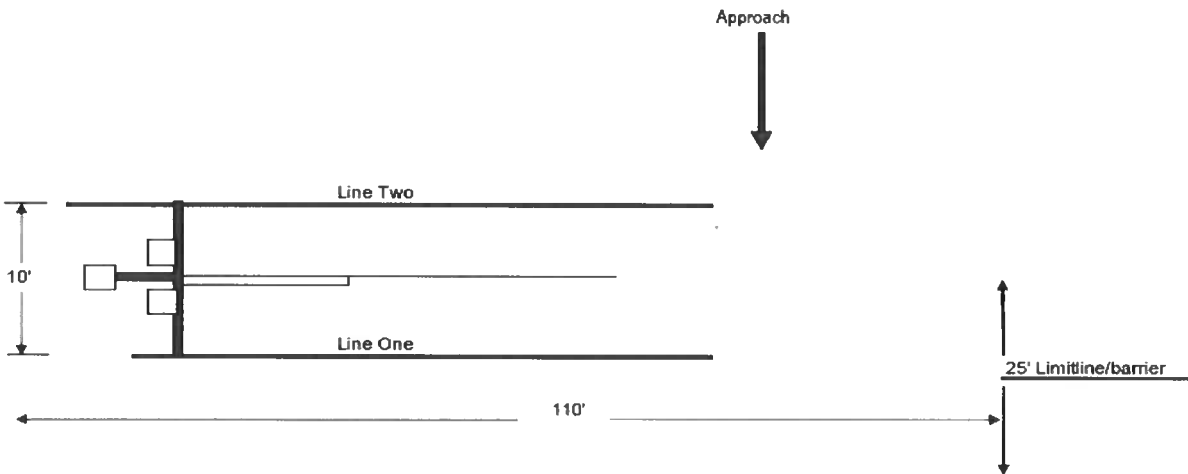 Approach
Line Two
10'
Line One
25' Limitline/barrier
110'